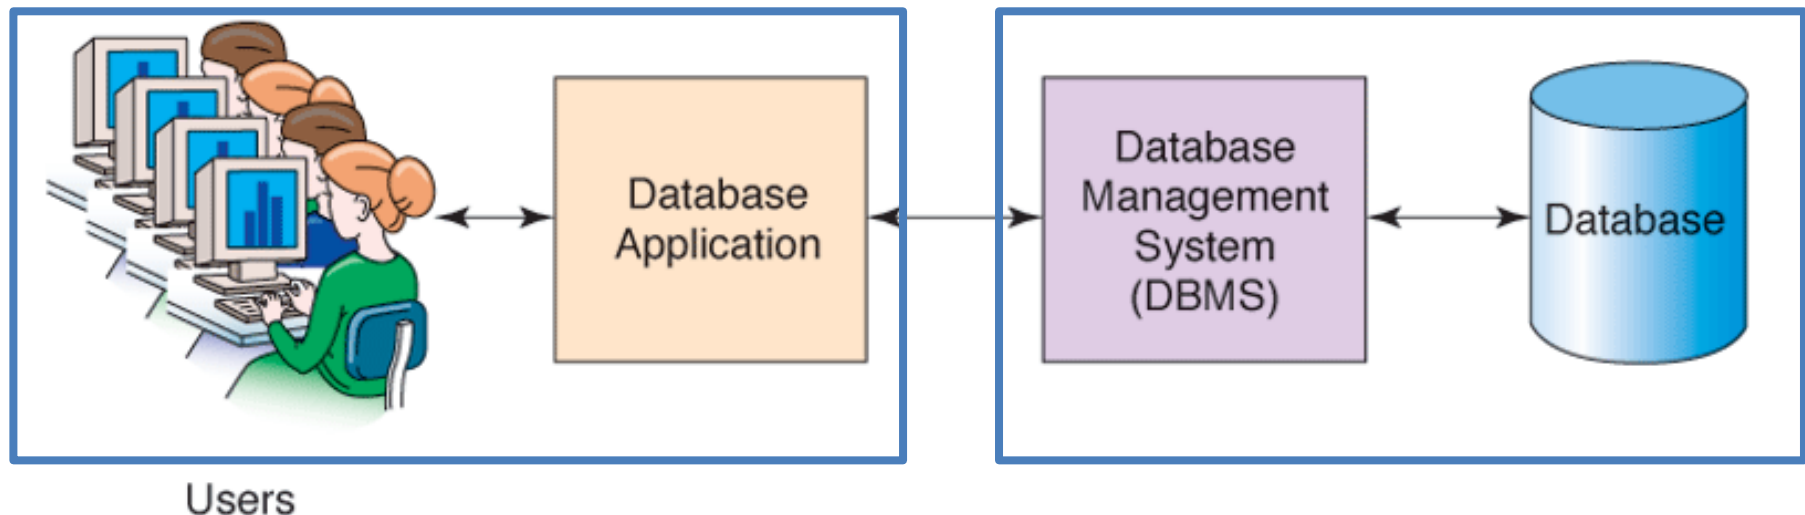 Database
Application
Database
Management
System
(DBMS)
Database
Users